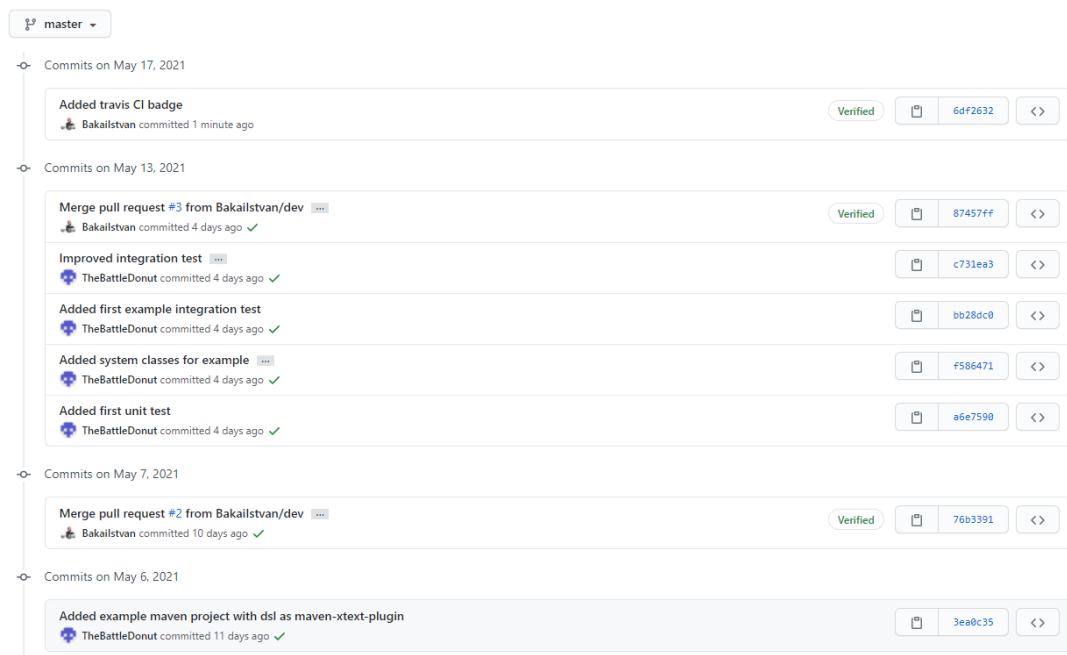 master
Commits on May 17, 2021
Added travis CI badge
Verified
6df2632
BakaiIstvan committed 1 minute ago
Commits on May 13, 2021
Merge pull request #3 from BakaiIstvan/dev ...
Verified
87457ff
BakaiIstvan committed 4 days ago
Improved integration test ...
c731ea3
TheBattleDonut committed 4 days ago
Added first example integration test
bb28dc0
TheBattleDonut committed 4 days ago
Added system classes for example ...
f586471
TheBattleDonut committed 4 days ago
Added first unit test
a6e7590
TheBattleDonut committed 4 days ago
Commits on May 7, 2021
Merge pull request #2 from BakaiIstvan/dev ...
Verified
76b3391
BakaiIstvan committed 10 days ago
Commits on May 6, 2021
Added example maven project with dsl as maven-xtext-plugin
3ea0c35
TheBattleDonut committed 11 days ago